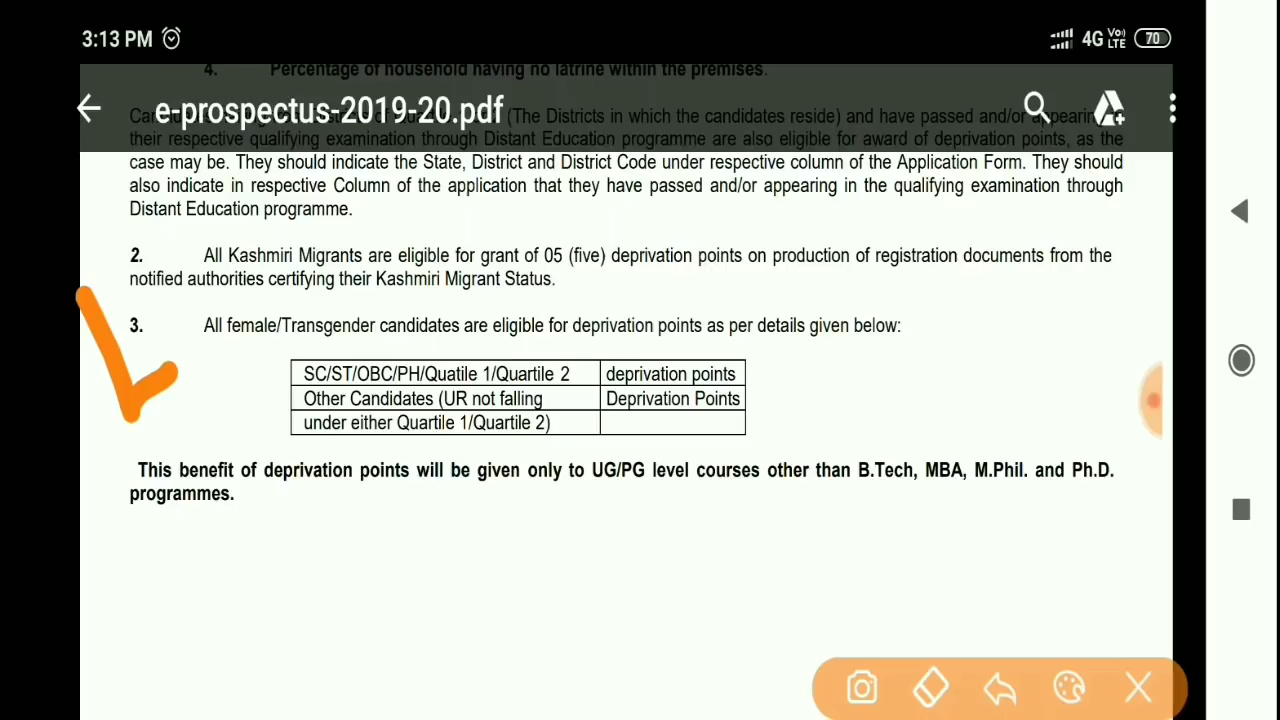 3:13 PM
4G Vo) LTE 70
4. Percentage of household having no latrine within the premises.
e-prospectus-2019-20.pdf
(The Districts in which the candidates reside) and have passed and/or appearing
their respective qualifying examination through Distant Education programme are also eligible for award of deprivation points, as the
case may be. They should indicate the State, District and District Code under respective column of the Application Form. They should
also indicate in respective Column of the application that they have passed and/or appearing in the qualifying examination through
Distant Education programme.
2. All Kashmiri Migrants are eligible for grant of 05 (five) deprivation points on production of registration documents from the
notified authorities certifying their Kashmiri Migrant Status.
3. All female/Transgender candidates are eligible for deprivation points as per details given below:
SC/ST/OBC/PH/Quatile 1/Quartile 2 deprivation points
Other Candidates (UR not falling Deprivation Points
under either Quartile 1/Quartile 2)
This benefit of deprivation points will be given only to UG/PG level courses other than B.Tech, MBA, M.Phil. and Ph.D.
programmes.